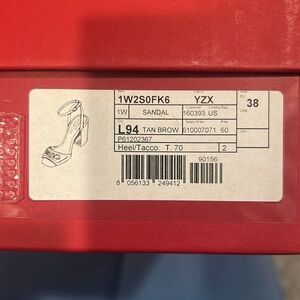 1W2S0FK6 YZX 38
1W SANDAL 160393 US
L94 TAN BROW 610007071 60
P61202367
Heel/Tacco T. 70 2
90156
8 056133 249412